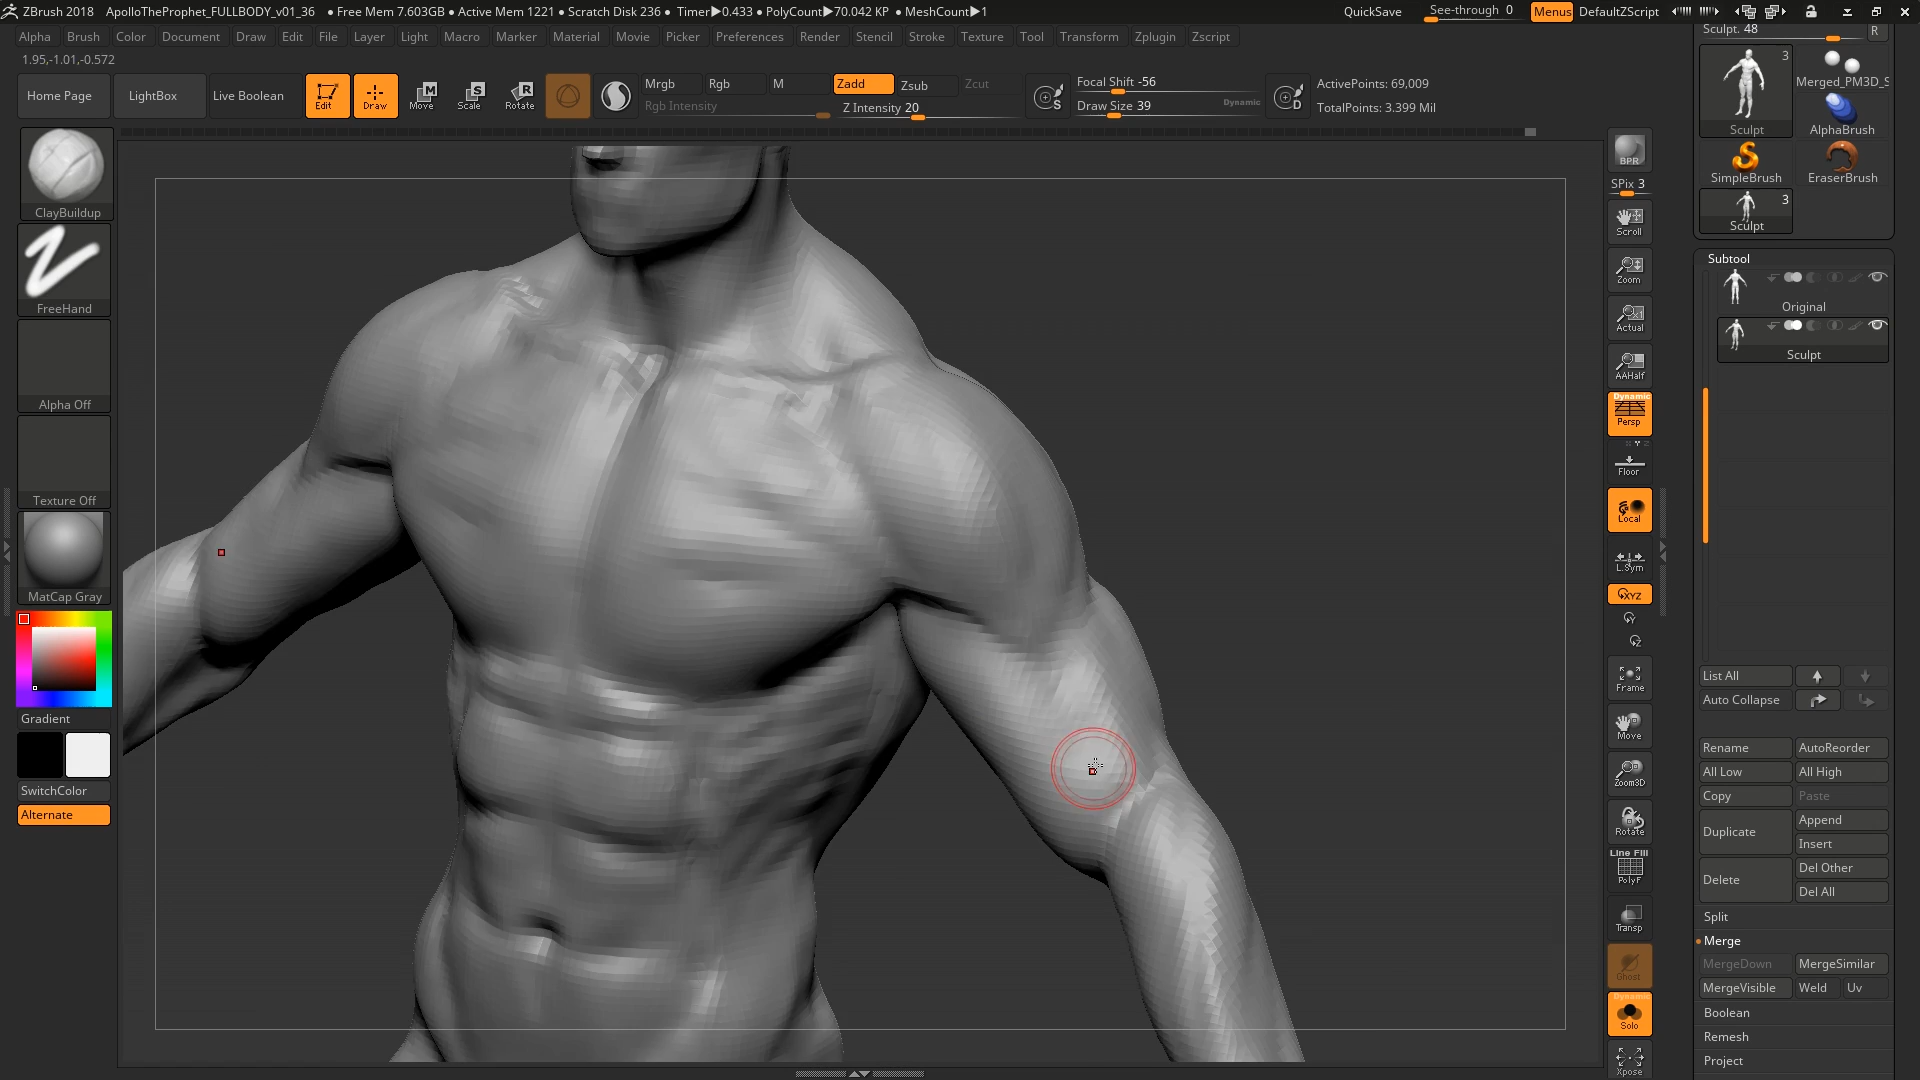 ZBrush 2018 ApolloTheProphet_FULLBODY_v01_36 • Free Mem 7.603GB • Active Mem 1221 • Scratch Disk 236 • Timer▶0.433 • PolyCount▶70.042 KP • MeshCount▶1 QuickSave See-through 0 Menus DefaultZScript
Alpha Brush Color Document Draw Edit File Layer Light Macro Marker Material Movie Picker Preferences Render Stencil Stroke Texture Tool Transform Zplugin Zscript
1.95,-1.01,-0.572
Home Page LightBox Live Boolean
Edit Draw Move Scale Rotate
M S R
Mrgb Rgb M Zadd Zsub Zcut
Rgb Intensity Z Intensity 20
S Focal Shift -56
Draw Size 39 Dynamic
D ActivePoints: 69,009
TotalPoints: 3.399 Mil
ClayBuildup
FreeHand
Alpha Off
Texture Off
MatCap Gray
Gradient
SwitchColor
Alternate
BPR
SPix 3
Scroll
Zoom
Actual
AAHalf
Dynamic
Persp
Floor
Local
L.Sym
XYZ
Y
Z
Frame
Move
Zoom3D
Rotate
Line Fill
PolyF
Transp
Ghost
Dynamic
Solo
Xpose
Sculpt. 48 R
3
Merged_PM3D_S
Sculpt AlphaBrush
SimpleBrush EraserBrush
3
Sculpt
Subtool
Original
Sculpt
List All
Auto Collapse
Rename AutoReorder
All Low All High
Copy Paste
Duplicate Append
Insert
Delete Del Other
Del All
Split
Merge
MergeDown MergeSimilar
MergeVisible Weld Uv
Boolean
Remesh
Project